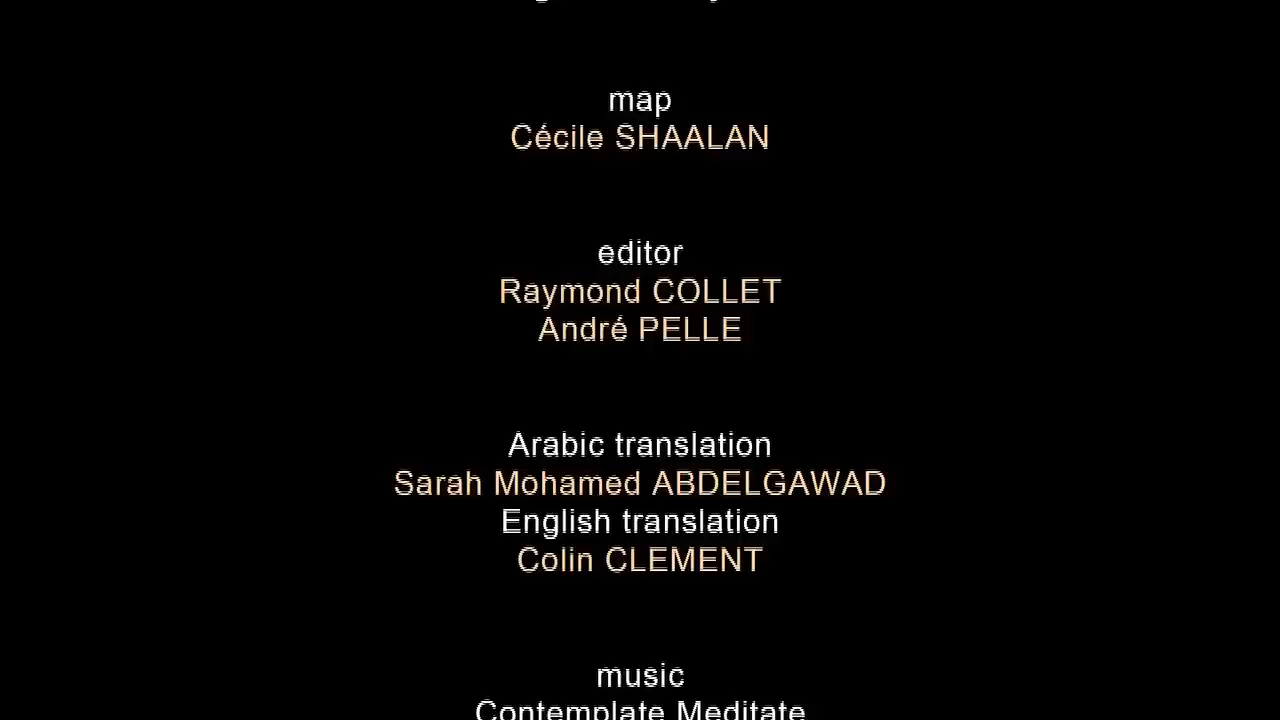 map
Cécile SHAALAN
editor
Raymond COLLET
André PELLE
Arabic translation
Sarah Mohamed ABDELGAWAD
English translation
Colin CLEMENT
music
Contemplate Meditate